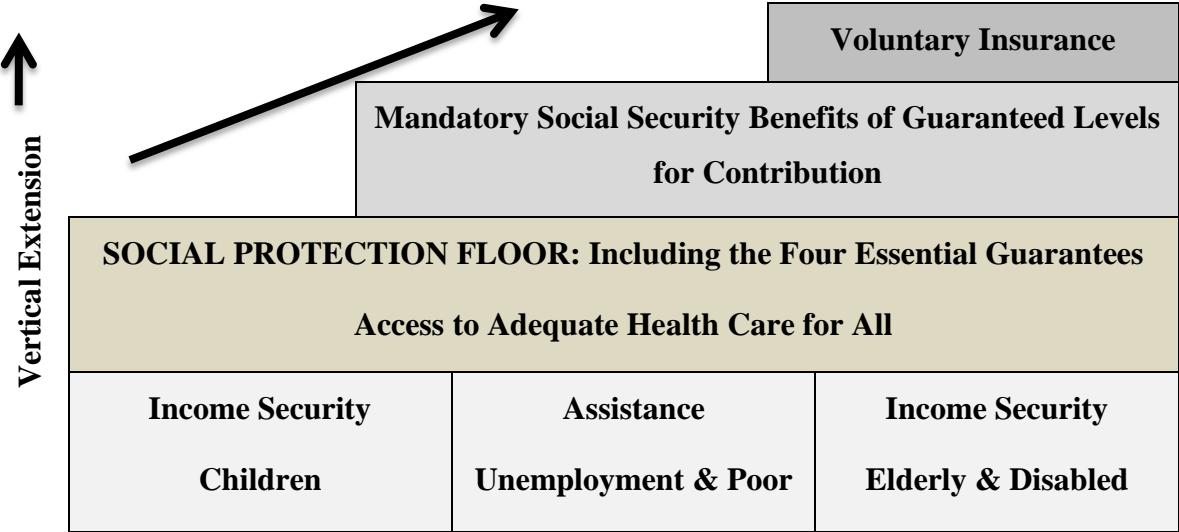 Voluntary Insurance
Mandatory Social Security Benefits of Guaranteed Levels
for Contribution
Vertical Extension
SOCIAL PROTECTION FLOOR: Including the Four Essential Guarantees
Access to Adequate Health Care for All
Income Security
Children
Assistance
Unemployment & Poor
Income Security
Elderly & Disabled